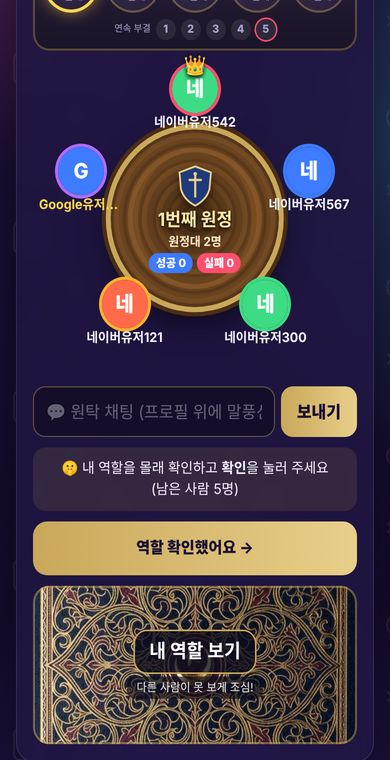 연속 부결 1 2 3 4 5
네
네이버유저542
G
네
Google유저...
네이버유저567
1번째 원정
원정대 2명
성공 0 실패 0
네
네
네이버유저121
네이버유저300
💬 원탁 채팅 (프로필 위에 말풍선
보내기
🤫 내 역할을 몰래 확인하고 확인을 눌러 주세요
(남은 사람 5명)
역할 확인했어요 →
내 역할 보기
다른 사람이 못 보게 조심!